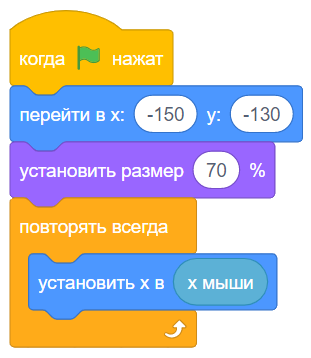 когда нажат
перейти в x: -150 y: -130
установить размер 70 %
повторять всегда
установить x в x мыши